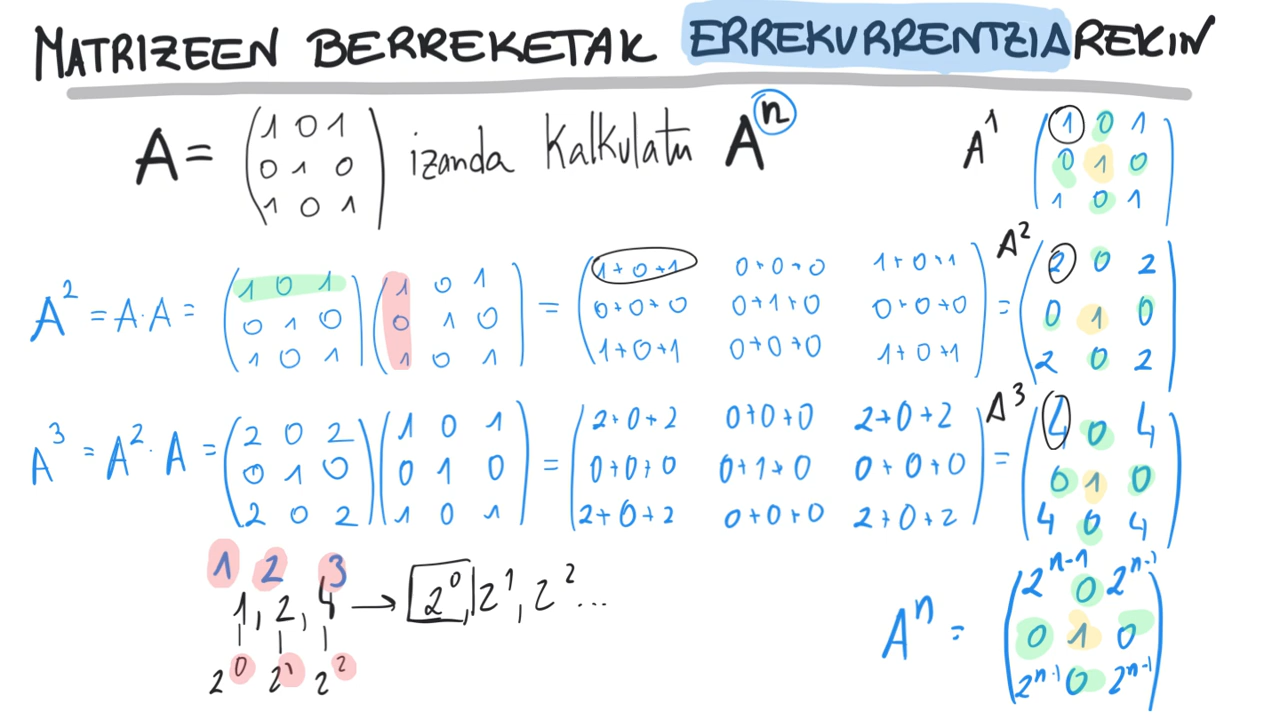 MATRIZEEN BERREKETAK ERREKURRENTZIAREKIN
A = (1 0 1
0 1 0
1 0 1) izanda Kalkulatu Aⁿ
A¹ (1 0 1
0 1 0
1 0 1)
A² = A·A = (1 0 1
0 1 0
1 0 1) (1 0 1
0 1 0
1 0 1) = (1+0+1 0+0+0 1+0+1
0+0+0 0+1+0 0+0+0
1+0+1 0+0+0 1+0+1) = A² (2 0 2
0 1 0
2 0 2)
A³ = A²·A = (2 0 2
0 1 0
2 0 2) (1 0 1
0 1 0
1 0 1) = (2+0+2 0+0+0 2+0+2
0+0+0 0+1+0 0+0+0
2+0+2 0+0+0 2+0+2) = A³ (4 0 4
0 1 0
4 0 4)
1 2 3
1, 2, 4 → 2⁰, 2¹, 2² ...
2⁰ 2¹ 2²
Aⁿ = (2ⁿ⁻¹ 0 2ⁿ⁻¹
0 1 0
2ⁿ⁻¹ 0 2ⁿ⁻¹)